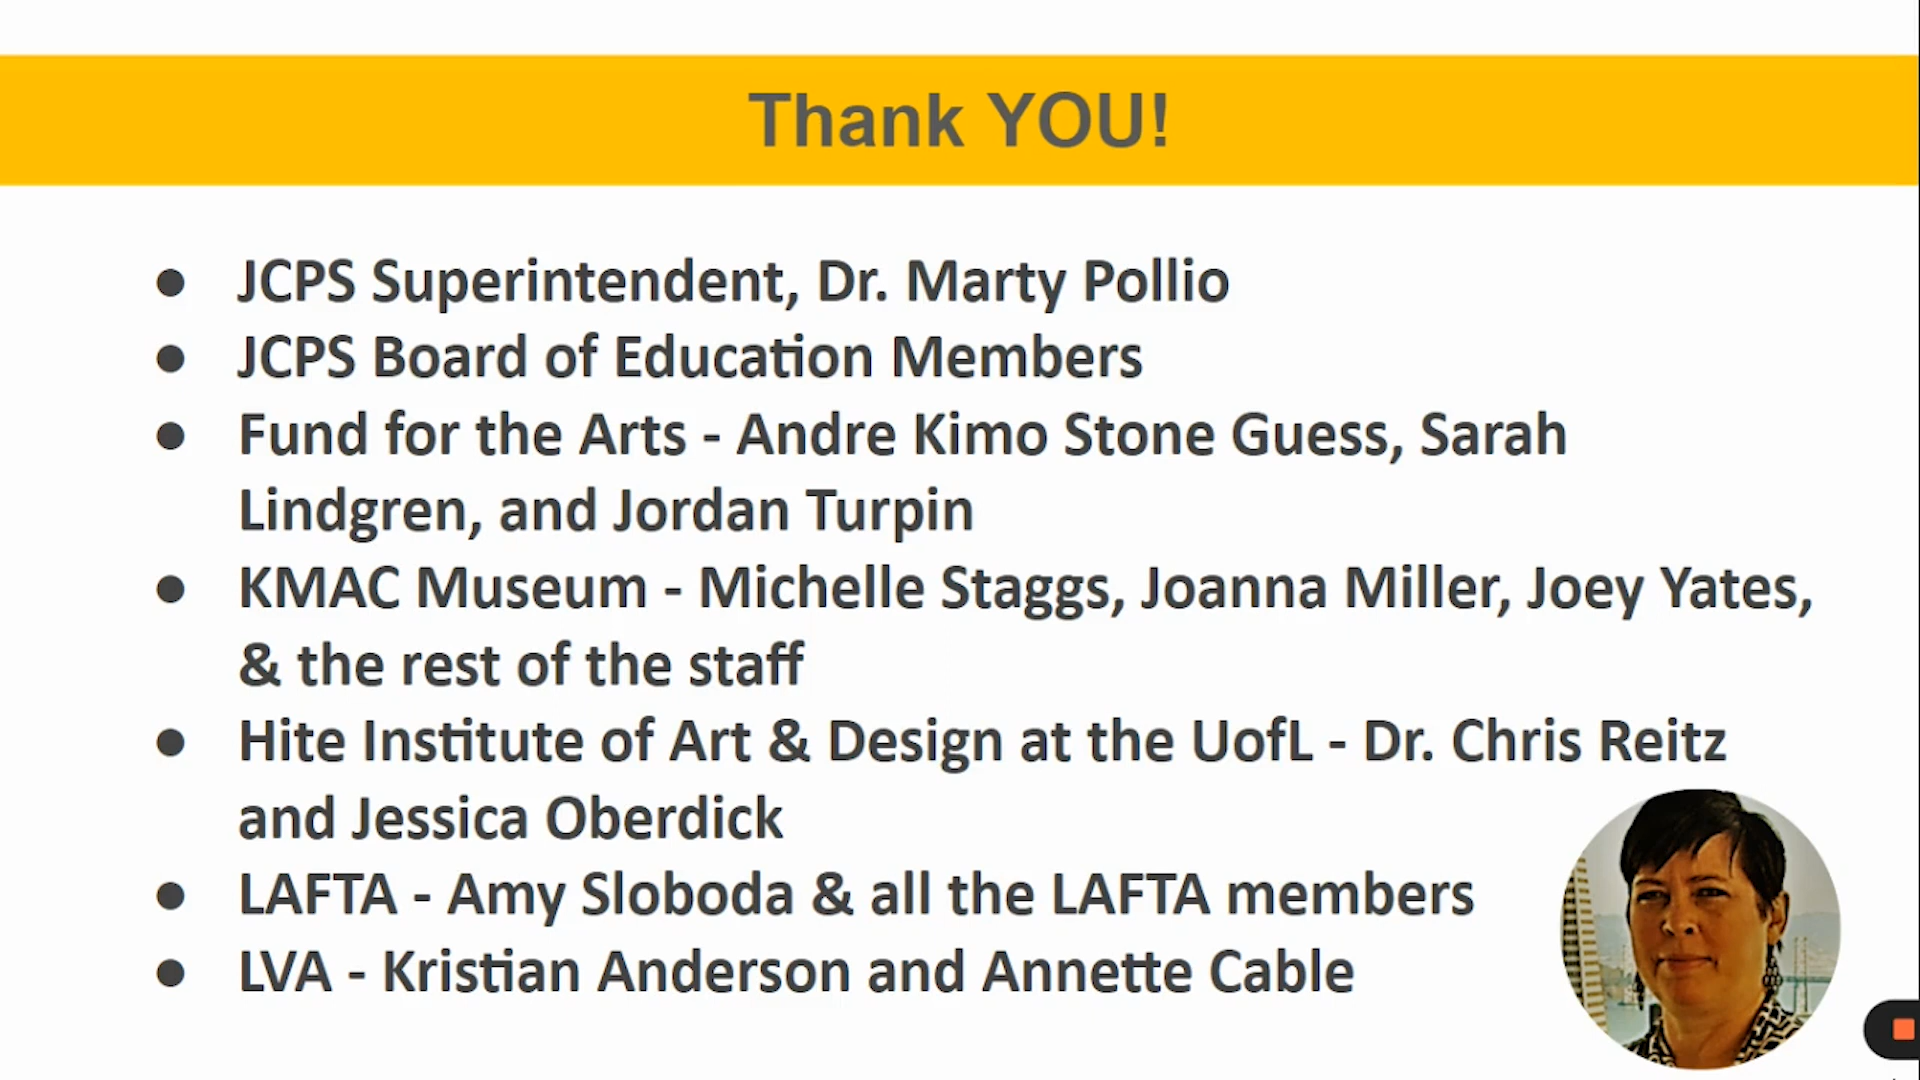 Thank YOU!
● JCPS Superintendent, Dr. Marty Pollio
● JCPS Board of Education Members
● Fund for the Arts - Andre Kimo Stone Guess, Sarah
Lindgren, and Jordan Turpin
● KMAC Museum - Michelle Staggs, Joanna Miller, Joey Yates,
& the rest of the staff
● Hite Institute of Art & Design at the UofL - Dr. Chris Reitz
and Jessica Oberdick
● LAFTA - Amy Sloboda & all the LAFTA members
● LVA - Kristian Anderson and Annette Cable